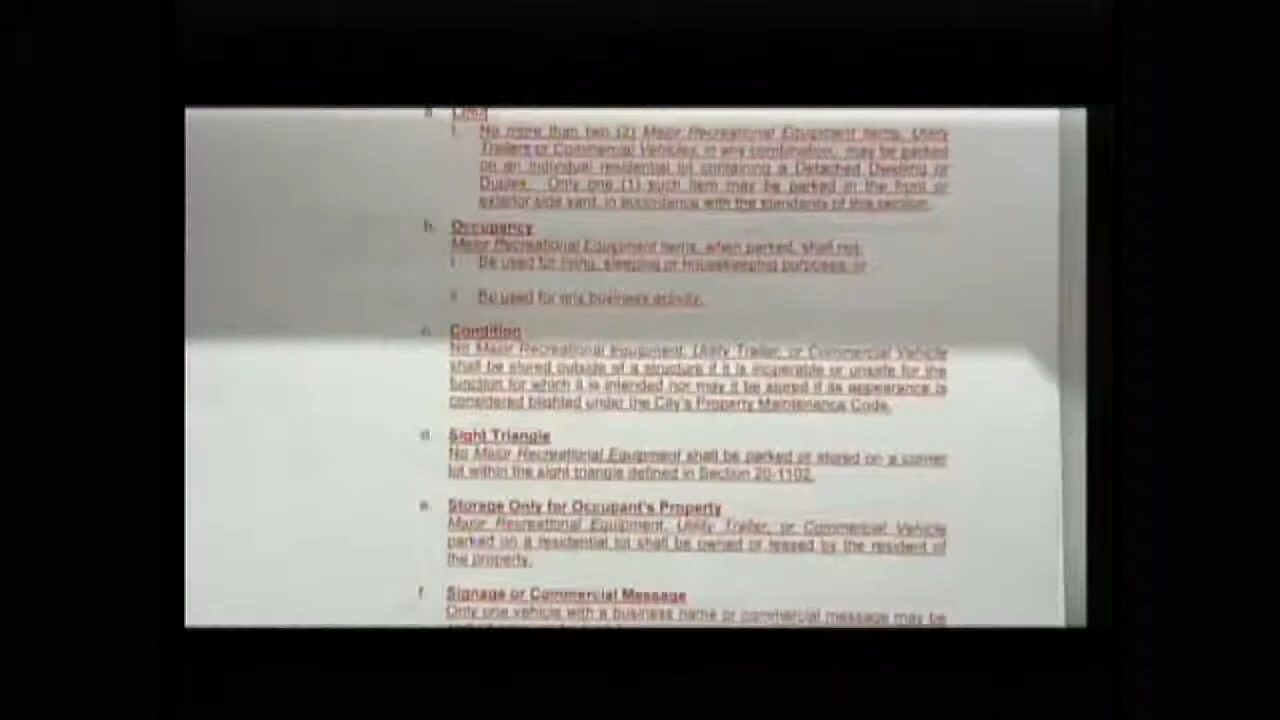 a. Limit
i. No more than two (2) Major Recreational Equipment items, Utility
Trailers or Commercial Vehicles, in any combination, may be parked
on an individual residential lot containing a Detached Dwelling or
Duplex. Only one (1) such item may be parked in the front or
exterior side yard, in accordance with the standards of this section.
b. Occupancy
Major Recreational Equipment items, when parked, shall not:
i. Be used for living, sleeping or housekeeping purposes, or
ii. Be used for any business activity.
c. Condition
No Major Recreational Equipment, Utility Trailer, or Commercial Vehicle
shall be stored outside of a structure if it is inoperable or unsafe for the
function for which it is intended nor may it be stored if its appearance is
considered blighted under the City's Property Maintenance Code.
d. Sight Triangle
No Major Recreational Equipment shall be parked or stored on a corner
lot within the sight triangle defined in Section 20-1102.
e. Storage Only for Occupant's Property
Major Recreational Equipment, Utility Trailer, or Commercial Vehicle
parked on a residential lot shall be owned or leased by the resident of
the property.
f. Signage or Commercial Message
Only one vehicle with a business name or commercial message may be